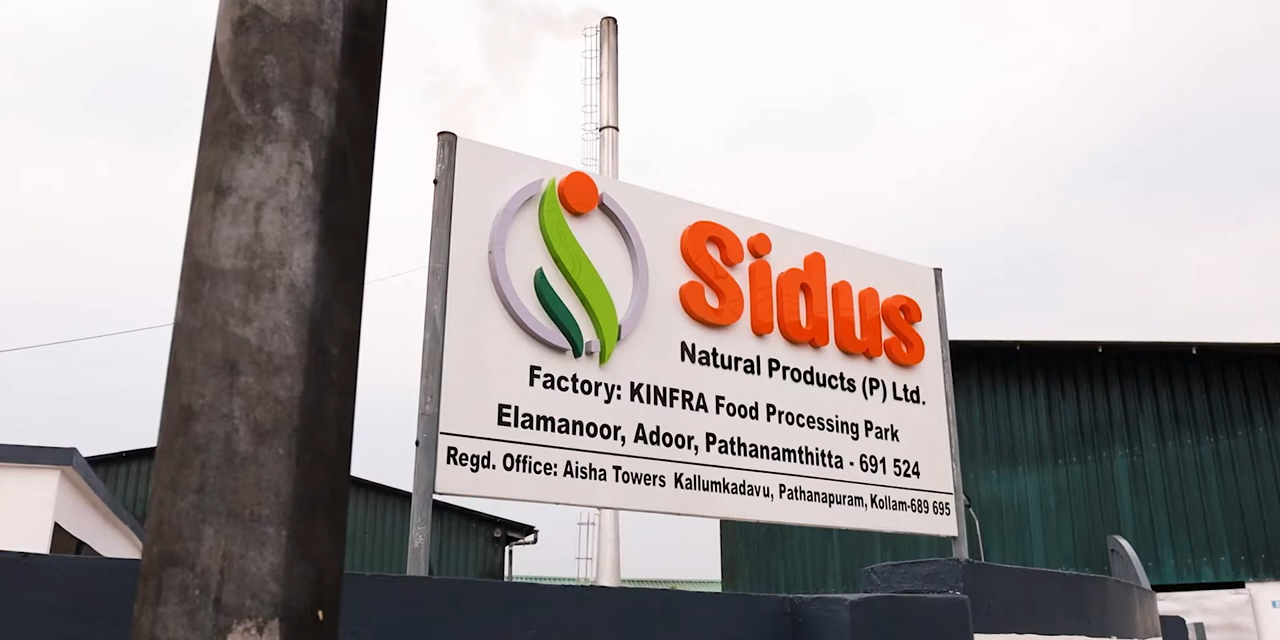 Sidus
Natural Products (P) Ltd.
Factory: KINFRA Food Processing Park
Elamanoor, Adoor, Pathanamthitta - 691 524
Regd. Office: Aisha Towers Kallumkadavu, Pathanapuram, Kollam-689 695